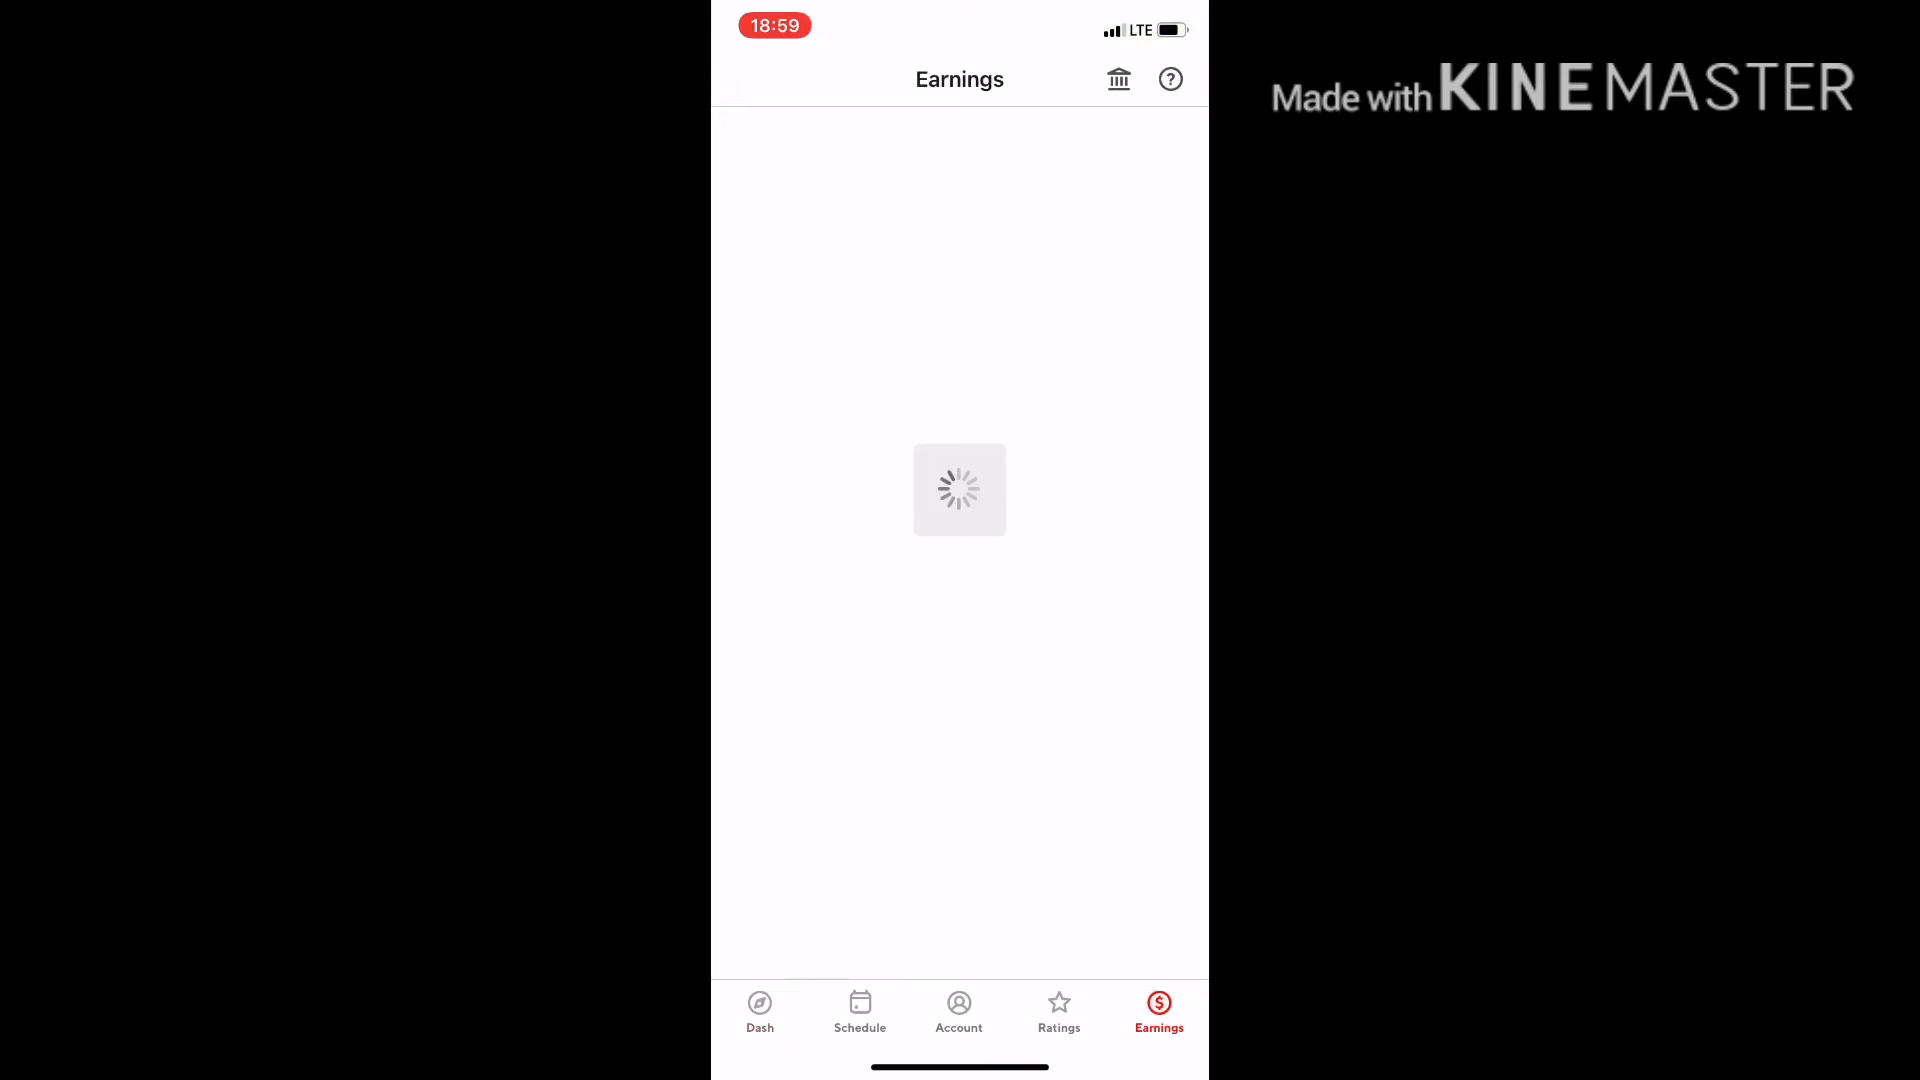 18:59
LTE
Earnings
Made with KINEMASTER
Dash
Schedule
Account
Ratings
Earnings